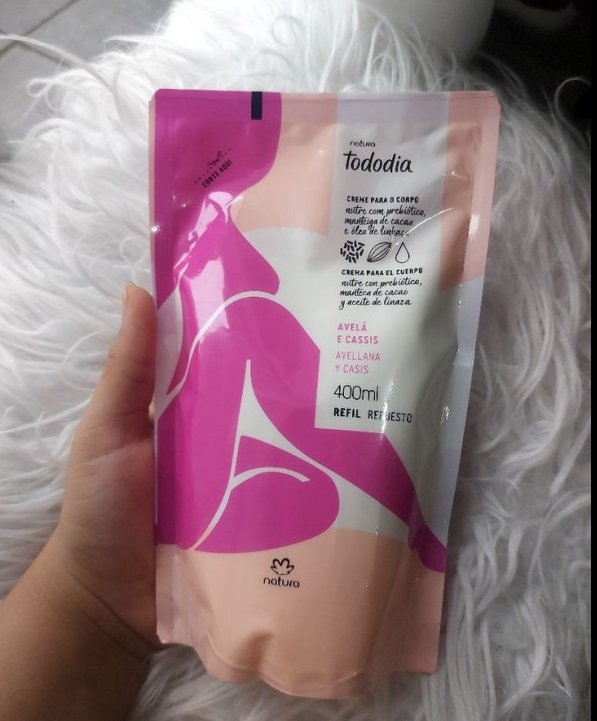 CORTE AQUI
natura
tododia
CREME PARA O CORPO
nutre com prebiótico,
manteiga de cacau
e óleo de linhaça
CREMA PARA EL CUERPO
nutre con prebiótico,
manteca de cacao
y aceite de linaza
AVELÃ
E CASSIS
AVELLANA
Y CASIS
400ml
REFIL REPUESTO
natura